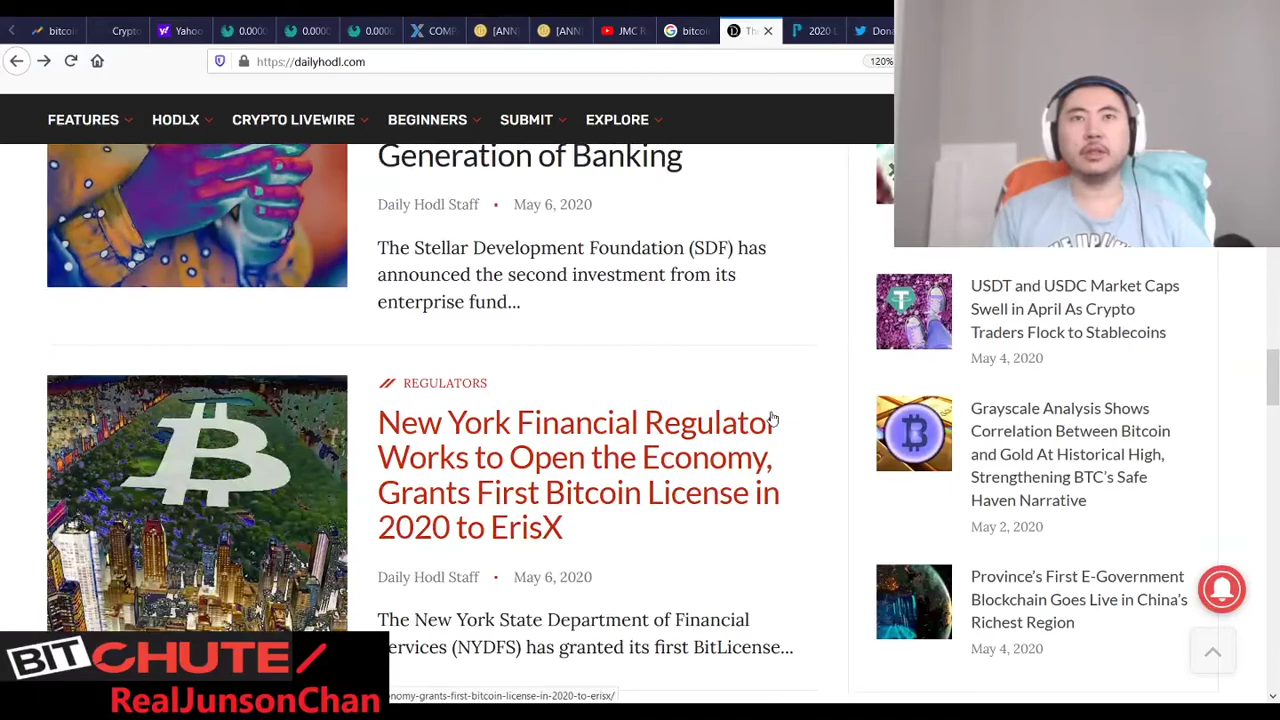 bitco
Crypto
Yahoo
0.0000
0.0000
0.0000
COMP
[ANN
[ANN
JMC R
bitcoi
Th
2020 L
Dona
https://dailyhodl.com
120%
FEATURES
HODLX
CRYPTO LIVEWIRE
BEGINNERS
SUBMIT
EXPLORE
Generation of Banking
Daily Hodl Staff • May 6, 2020
The Stellar Development Foundation (SDF) has
announced the second investment from its
enterprise fund...
REGULATORS
New York Financial Regulator
Works to Open the Economy,
Grants First Bitcoin License in
2020 to ErisX
Daily Hodl Staff • May 6, 2020
The New York State Department of Financial
ervices (NYDFS) has granted its first BitLicense...
USDT and USDC Market Caps
Swell in April As Crypto
Traders Flock to Stablecoins
May 4, 2020
Grayscale Analysis Shows
Correlation Between Bitcoin
and Gold At Historical High,
Strengthening BTC's Safe
Haven Narrative
May 2, 2020
Province's First E-Government
Blockchain Goes Live in China's
Richest Region
May 4, 2020
BITCHUTE/
RealJunsonChan
onomy-grants-first-bitcoin-license-in-2020-to-erisx/